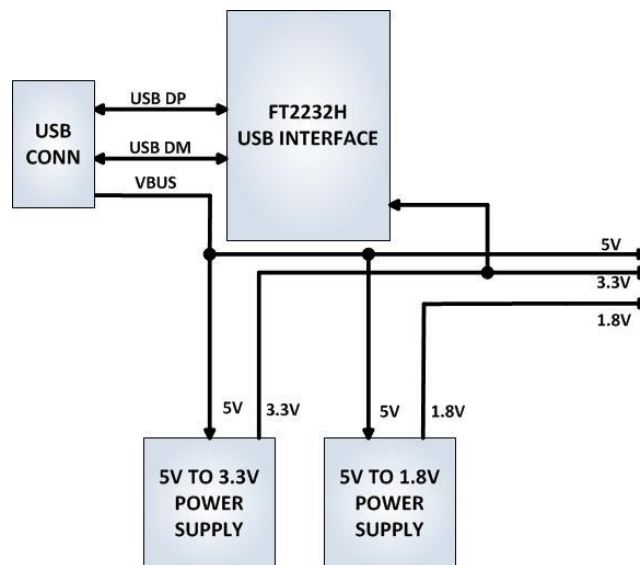 USB DP
FT2232H
USB INTERFACE
USB
CONN
USB DM
VBUS
5V
3.3V
1.8V
5V
3.3V
5V
1.8V
5V TO 3.3V
POWER
SUPPLY
5V TO 1.8V
POWER
SUPPLY